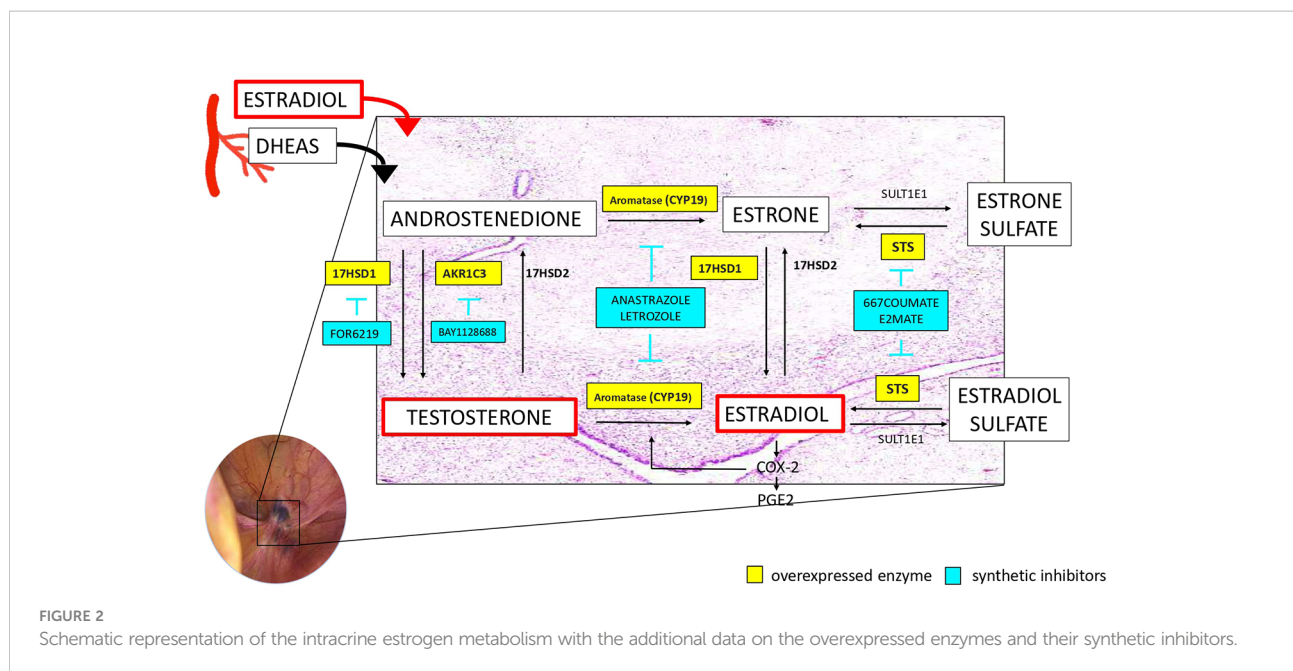 ESTRADIOL
DHEAS
ANDROSTENEDIONE
Aromatase (CYP19)
ESTRONE
SULT1E1
ESTRONE
SULFATE
STS
17HSD1
AKR1C3
17HSD2
17HSD1
17HSD2
FOR6219
BAY1128688
ANASTRAZOLE
LETROZOLE
667COUMATE
E2MATE
TESTOSTERONE
Aromatase (CYP19)
ESTRADIOL
STS
SULT1E1
ESTRADIOL
SULFATE
COX-2
PGE2
overexpressed enzyme
synthetic inhibitors
FIGURE 2
Schematic representation of the intracrine estrogen metabolism with the additional data on the overexpressed enzymes and their synthetic inhibitors.